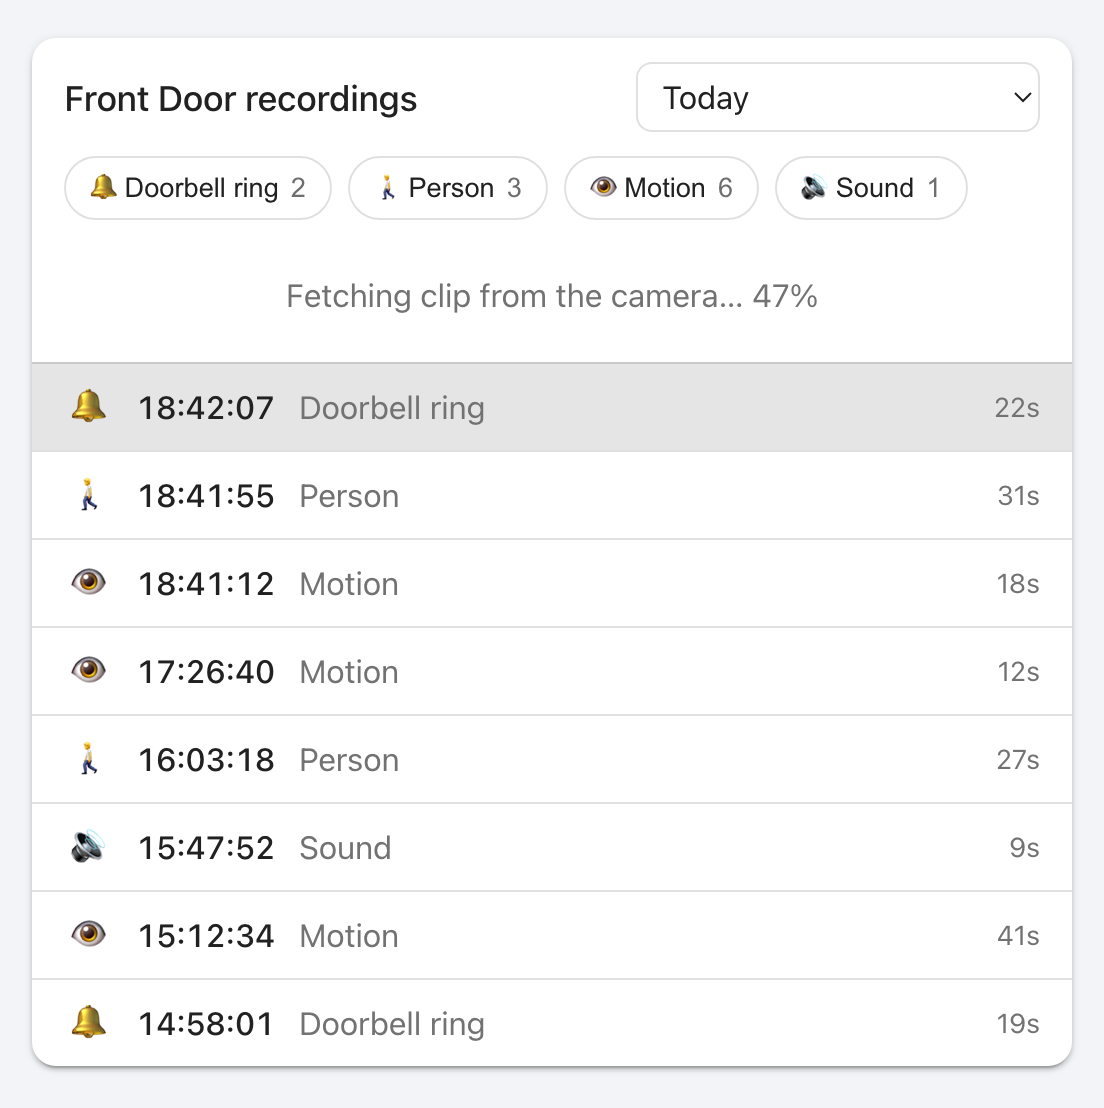 Front Door recordings
Today
Doorbell ring 2
Person 3
Motion 6
Sound 1
Fetching clip from the camera... 47%
18:42:07 Doorbell ring 22s
18:41:55 Person 31s
18:41:12 Motion 18s
17:26:40 Motion 12s
16:03:18 Person 27s
15:47:52 Sound 9s
15:12:34 Motion 41s
14:58:01 Doorbell ring 19s